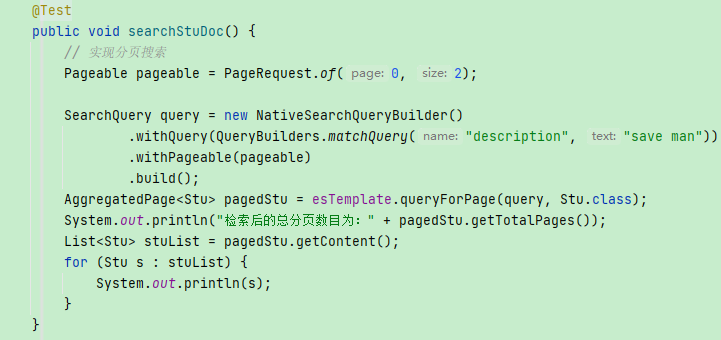 @Test
public void searchStuDoc() {
    // 实现分页搜索
    Pageable pageable = PageRequest.of( page: 0, size: 2);

    SearchQuery query = new NativeSearchQueryBuilder()
            .withQuery(QueryBuilders.matchQuery( name: "description", text: "save man"))
            .withPageable(pageable)
            .build();
    AggregatedPage<Stu> pagedStu = esTemplate.queryForPage(query, Stu.class);
    System.out.println("检索后的总分页数目为：" + pagedStu.getTotalPages());
    List<Stu> stuList = pagedStu.getContent();
    for (Stu s : stuList) {
        System.out.println(s);
    }
}